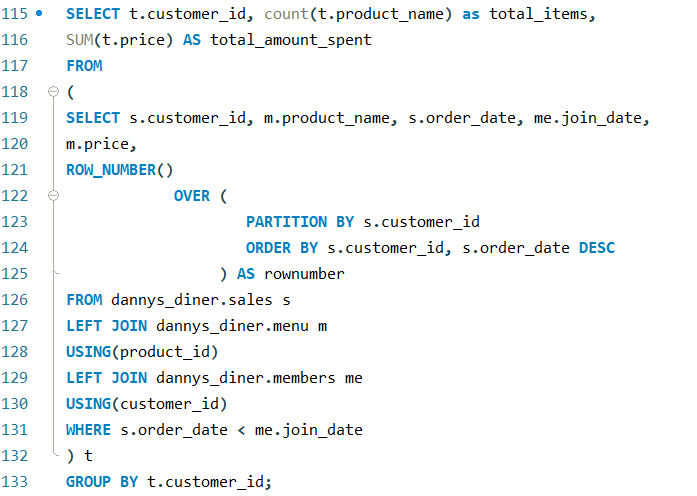 115 SELECT t.customer_id, count(t.product_name) as total_items,
116 SUM(t.price) AS total_amount_spent
117 FROM
118 (
119 SELECT s.customer_id, m.product_name, s.order_date, me.join_date,
120 m.price,
121 ROW_NUMBER()
122 OVER (
123 PARTITION BY s.customer_id
124 ORDER BY s.customer_id, s.order_date DESC
125 ) AS rownumber
126 FROM dannys_diner.sales s
127 LEFT JOIN dannys_diner.menu m
128 USING(product_id)
129 LEFT JOIN dannys_diner.members me
130 USING(customer_id)
131 WHERE s.order_date < me.join_date
132 ) t
133 GROUP BY t.customer_id;